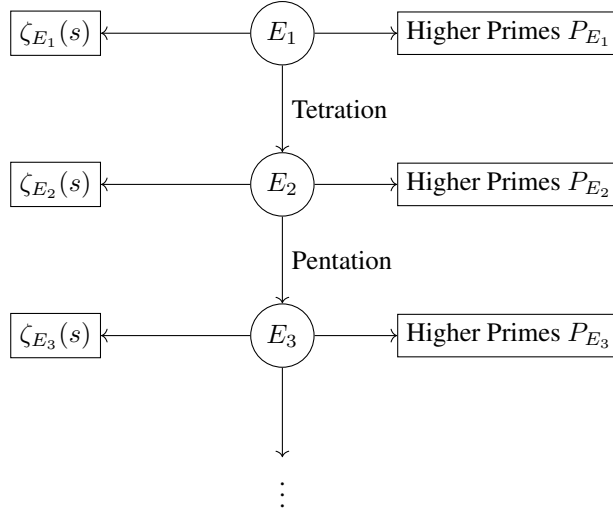 ζ_{E_1}(s) E_1 Higher Primes P_{E_1}
Tetration
ζ_{E_2}(s) E_2 Higher Primes P_{E_2}
Pentation
ζ_{E_3}(s) E_3 Higher Primes P_{E_3}
⋮